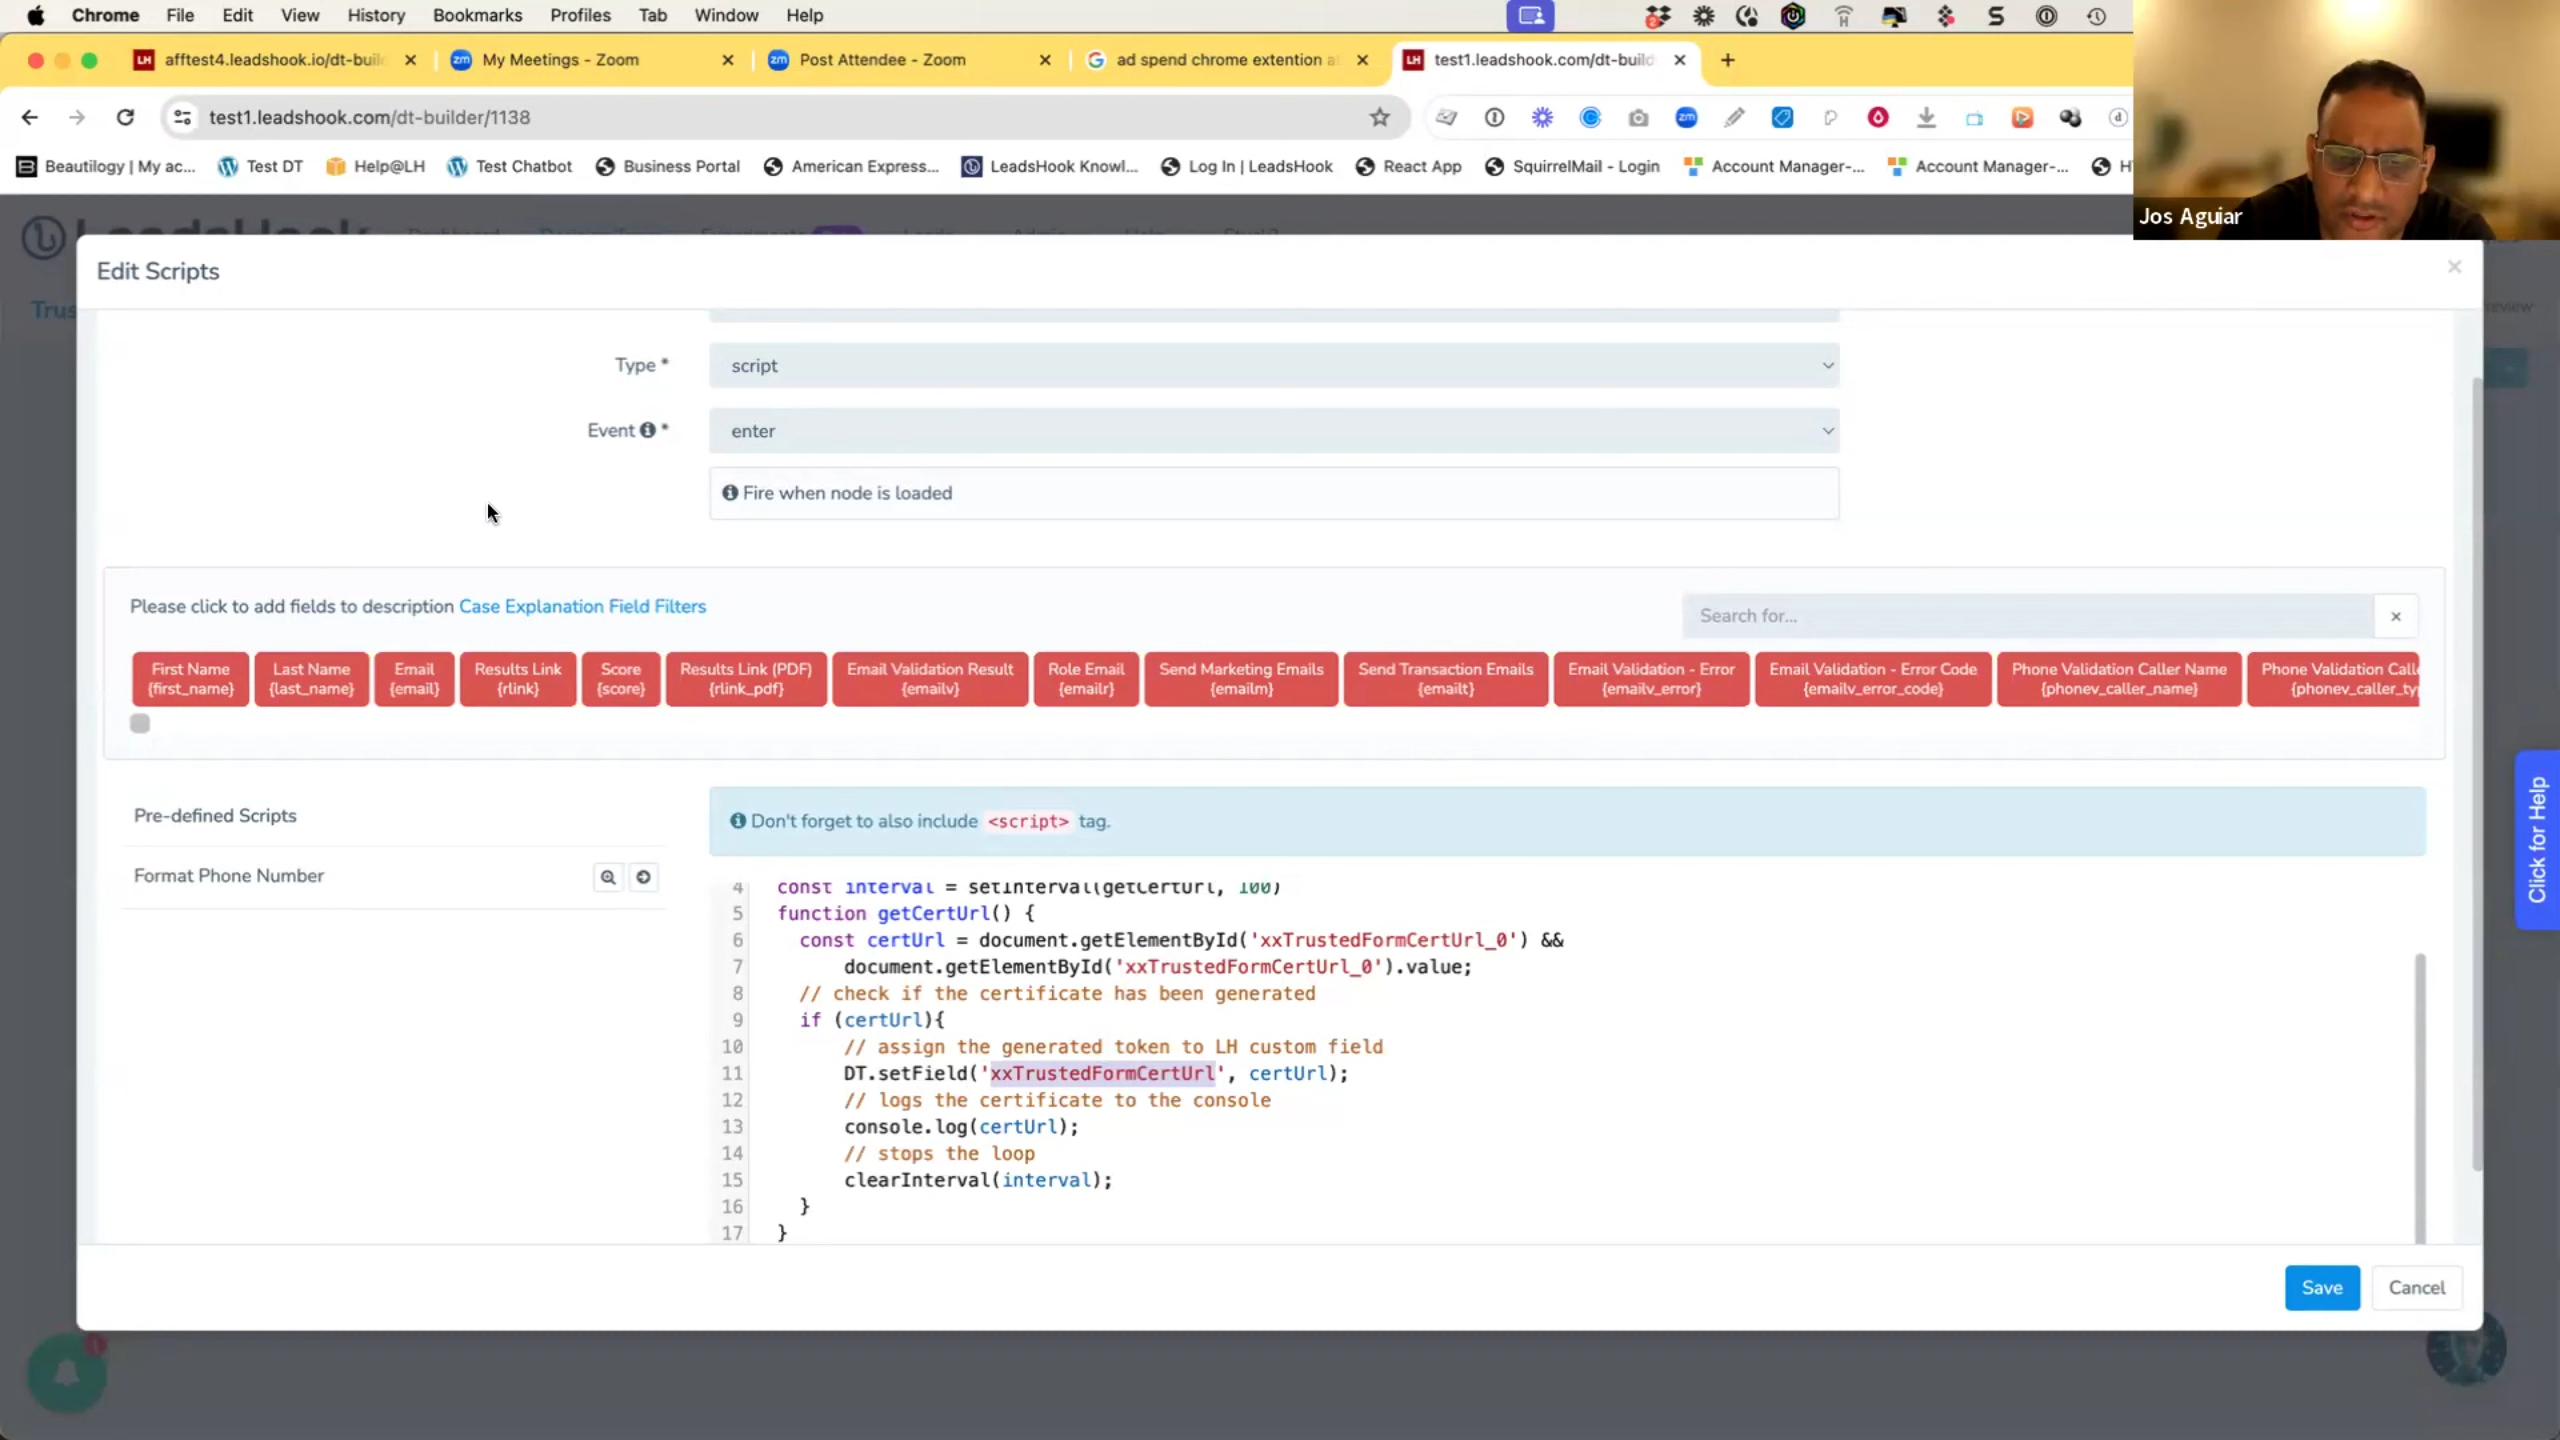 Chrome File Edit View History Bookmarks Profiles Tab Window Help
afftest4.leadshook.io/dt-buil
My Meetings - Zoom
Post Attendee - Zoom
ad spend chrome extention a
test1.leadshook.com/dt-build
test1.leadshook.com/dt-builder/1138
Beautilogy | My ac...
Test DT
Help@LH
Test Chatbot
Business Portal
American Express...
LeadsHook Knowl...
Log In | LeadsHook
React App
SquirrelMail - Login
Account Manager-...
Account Manager-...
Jos Aguiar
Edit Scripts
Trus
Type *
script
Event *
enter
Fire when node is loaded
Please click to add fields to description Case Explanation Field Filters
Search for...
First Name
{first_name}
Last Name
{last_name}
Email
{email}
Results Link
{rlink}
Score
{score}
Results Link (PDF)
{rlink_pdf}
Email Validation Result
{emailv}
Role Email
{emailr}
Send Marketing Emails
{emailm}
Send Transaction Emails
{emailt}
Email Validation - Error
{emailv_error}
Email Validation - Error Code
{emailv_error_code}
Phone Validation Caller Name
{phonev_caller_name}
Phone Validation Calle
{phonev_caller_typ
Pre-defined Scripts
Format Phone Number
Don't forget to also include <script> tag.
4 const interval = setInterval(getCertUrl, 100)
5 function getCertUrl() {
6 const certUrl = document.getElementById('xxTrustedFormCertUrl_0') &&
7 document.getElementById('xxTrustedFormCertUrl_0').value;
8 // check if the certificate has been generated
9 if (certUrl){
10 // assign the generated token to LH custom field
11 DT.setField('xxTrustedFormCertUrl', certUrl);
12 // logs the certificate to the console
13 console.log(certUrl);
14 // stops the loop
15 clearInterval(interval);
16 }
17 }
Save
Cancel
Click for Help